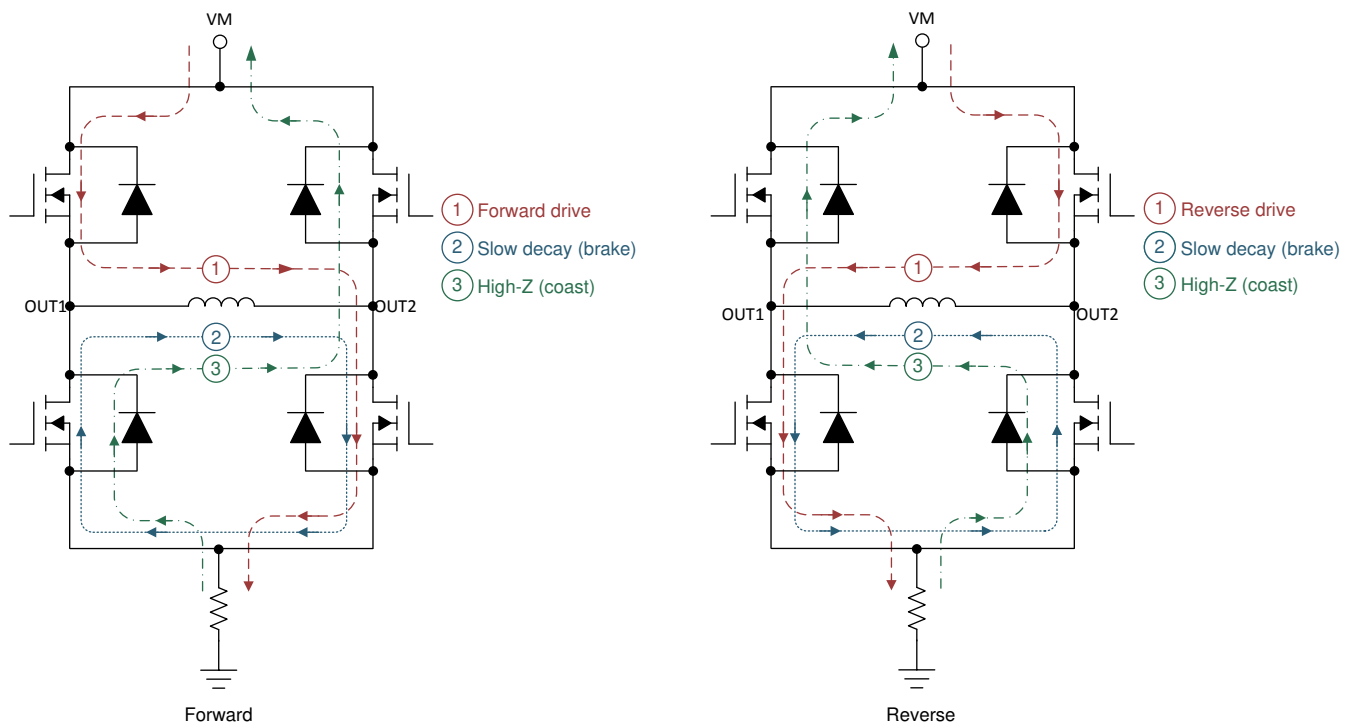 VM
1 Forward drive
2 Slow decay (brake)
3 High-Z (coast)
1
OUT1
OUT2
2
3
Forward
VM
1 Reverse drive
2 Slow decay (brake)
3 High-Z (coast)
1
OUT1
OUT2
2
3
Reverse